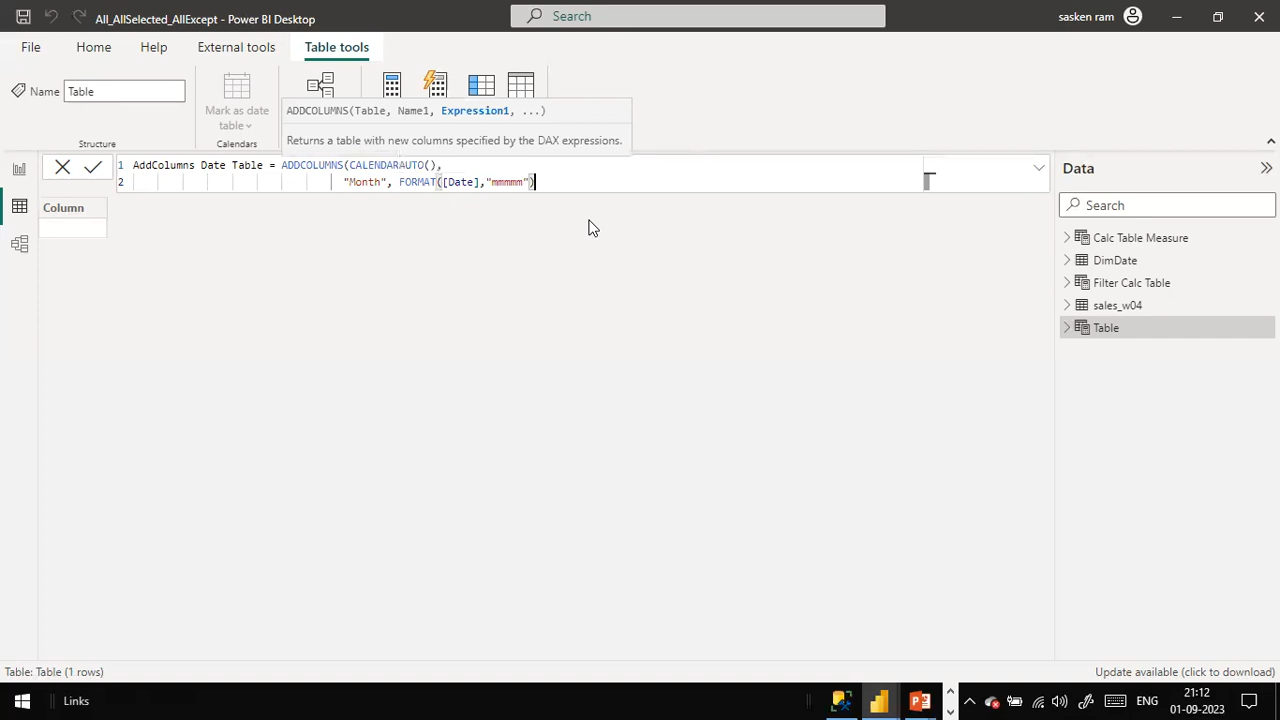 All_AllSelected_AllExcept - Power BI Desktop
Search
sasken ram
File
Home
Help
External tools
Table tools
Name
Table
Mark as date
table
Structure
Calendars
ADDCOLUMNS(Table, Name1, Expression1, ...)
Returns a table with new columns specified by the DAX expressions.
1 AddColumns Date Table = ADDCOLUMNS(CALENDARAUTO(),
2 "Month", FORMAT([Date],"mmmmm")
Column
Data
Search
Calc Table Measure
DimDate
Filter Calc Table
sales_w04
Table
Table: Table (1 rows)
Update available (click to download)
Links
ENG
21:12
01-09-2023